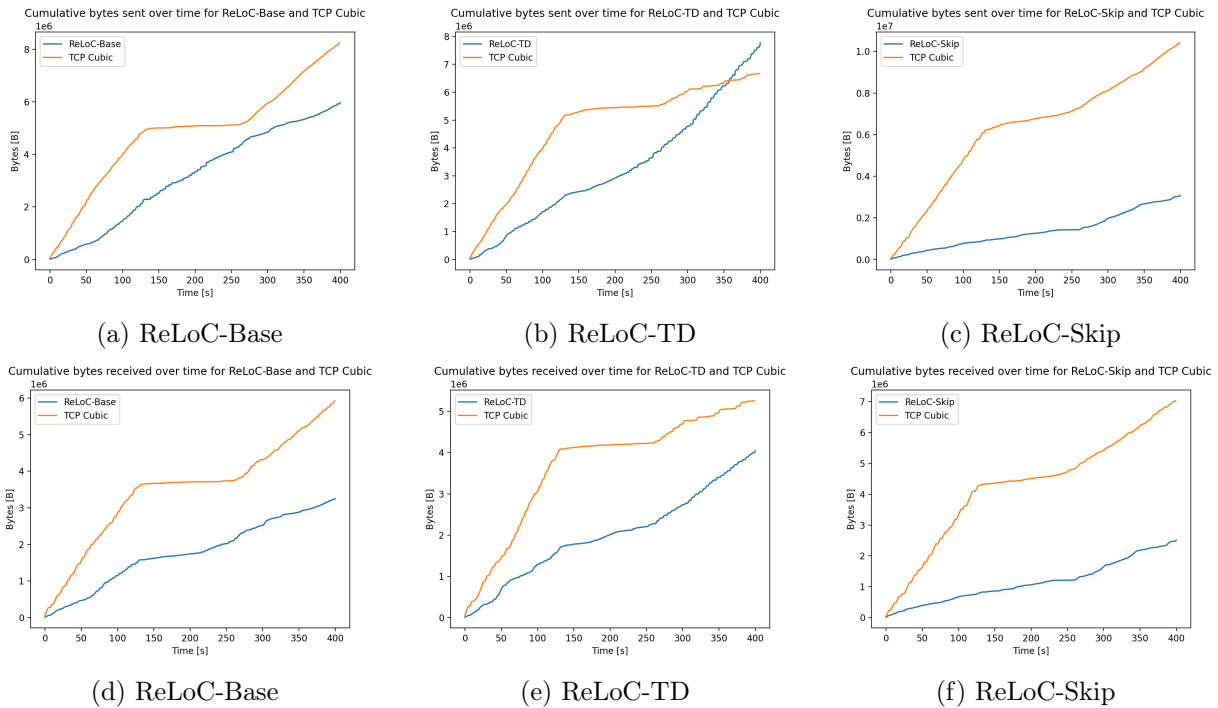 Cumulative bytes sent over time for ReLoC-Base and TCP Cubic
1e6
ReLoC-Base
TCP Cubic
8
6
4
2
0
Bytes [B]
0 50 100 150 200 250 300 350 400
Time [s]
(a) ReLoC-Base
Cumulative bytes sent over time for ReLoC-TD and TCP Cubic
1e6
ReLoC-TD
TCP Cubic
8
7
6
5
4
3
2
1
0
Bytes [B]
0 50 100 150 200 250 300 350 400
Time [s]
(b) ReLoC-TD
Cumulative bytes sent over time for ReLoC-Skip and TCP Cubic
1e7
ReLoC-Skip
TCP Cubic
1.0
0.8
0.6
0.4
0.2
0.0
Bytes [B]
0 50 100 150 200 250 300 350 400
Time [s]
(c) ReLoC-Skip
Cumulative bytes received over time for ReLoC-Base and TCP Cubic
1e6
ReLoC-Base
TCP Cubic
6
5
4
3
2
1
0
Bytes [B]
0 50 100 150 200 250 300 350 400
Time [s]
(d) ReLoC-Base
Cumulative bytes received over time for ReLoC-TD and TCP Cubic
1e6
ReLoC-TD
TCP Cubic
5
4
3
2
1
0
Bytes [B]
0 50 100 150 200 250 300 350 400
Time [s]
(e) ReLoC-TD
Cumulative bytes received over time for ReLoC-Skip and TCP Cubic
1e6
ReLoC-Skip
TCP Cubic
7
6
5
4
3
2
1
0
Bytes [B]
0 50 100 150 200 250 300 350 400
Time [s]
(f) ReLoC-Skip